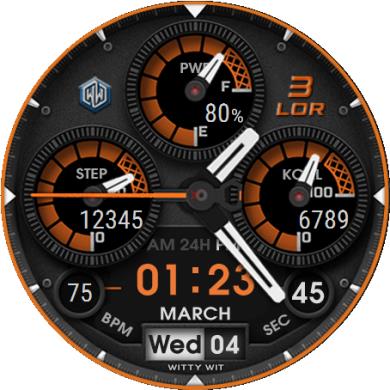 PWR
F
80%
E
3
LOR
STEP
12345
0
KCAL
100
6789
0
AM 24H PM
01:23
75
BPM
45
SEC
MARCH
Wed 04
WITTY WIT